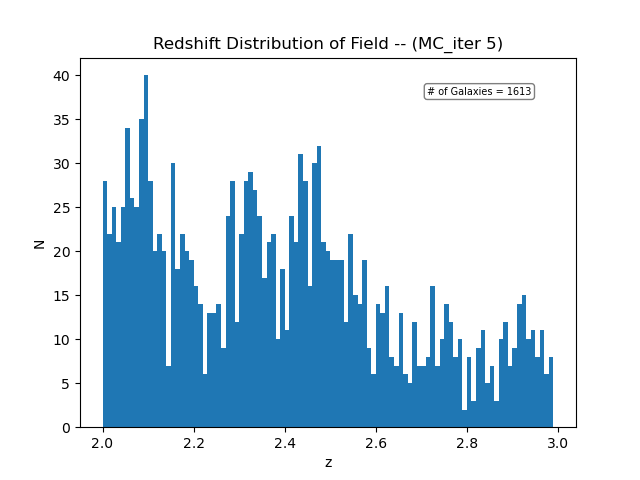 Redshift Distribution of Field -- (MC_iter 5)
# of Galaxies = 1613
N
40
35
30
25
20
15
10
5
0
2.0 2.2 2.4 2.6 2.8 3.0
z